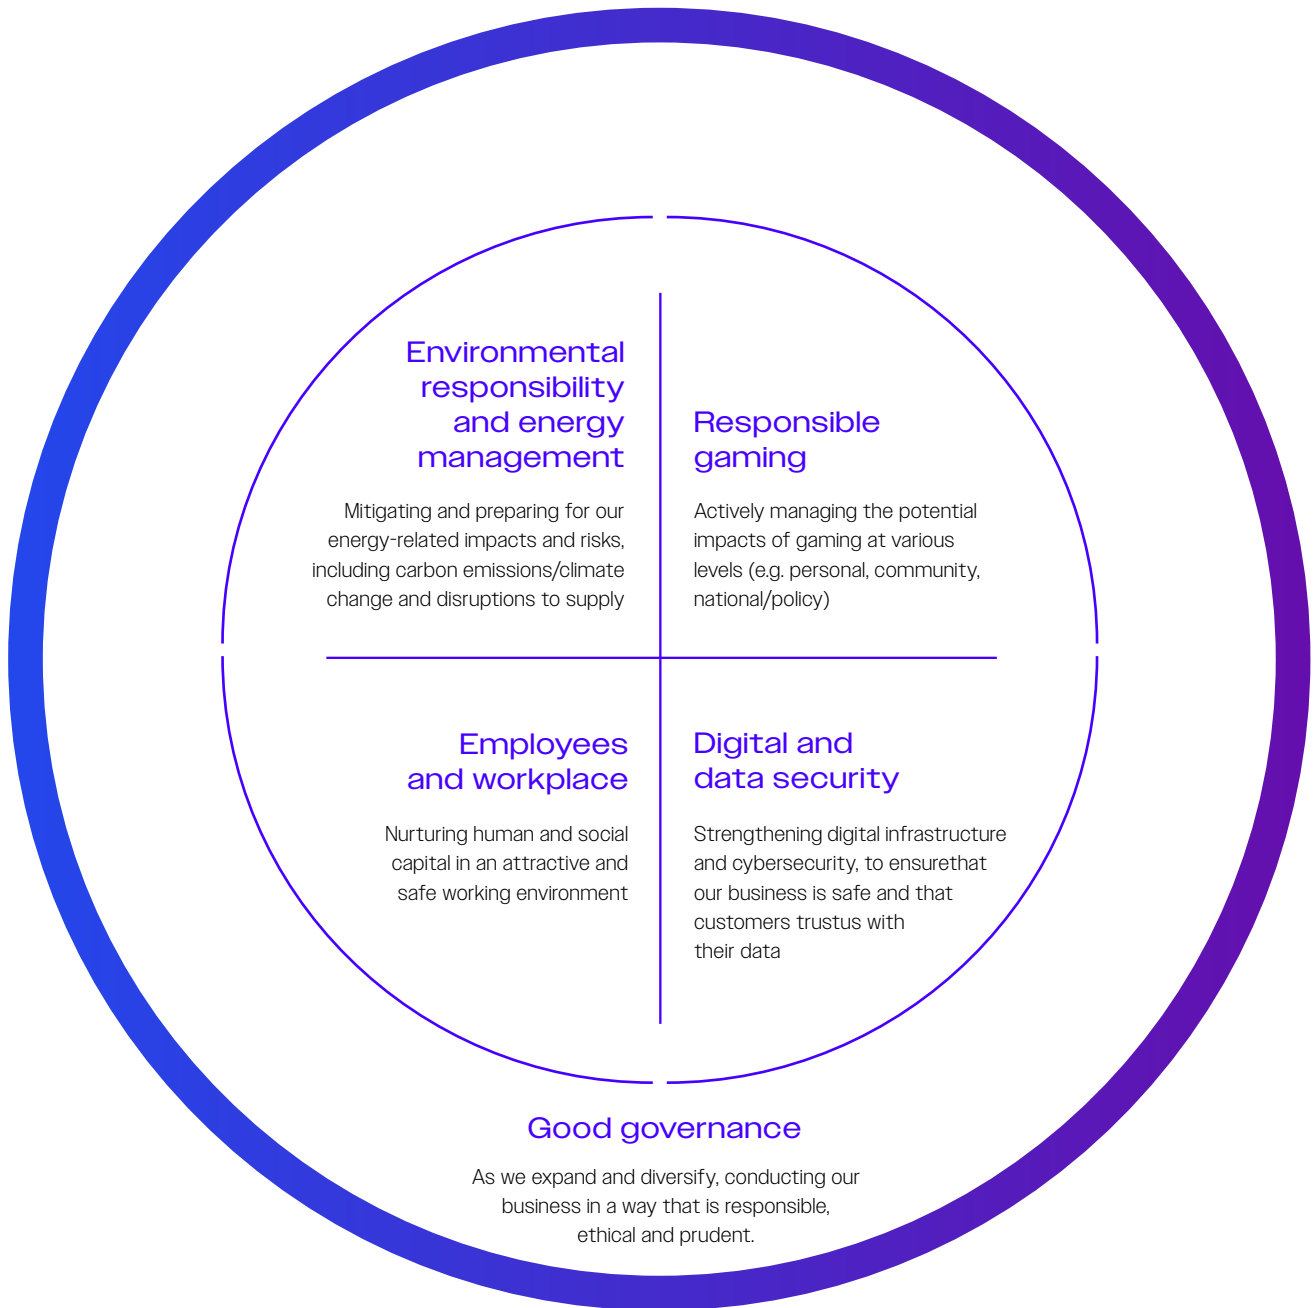 Environmental
responsibility
and energy
management
Mitigating and preparing for our
energy-related impacts and risks,
including carbon emissions/climate
change and disruptions to supply
Responsible
gaming
Actively managing the potential
impacts of gaming at various
levels (e.g. personal, community,
national/policy)
Employees
and workplace
Nurturing human and social
capital in an attractive and
safe working environment
Digital and
data security
Strengthening digital infrastructure
and cybersecurity, to ensurethat
our business is safe and that
customers trustus with
their data
Good governance
As we expand and diversify, conducting our
business in a way that is responsible,
ethical and prudent.